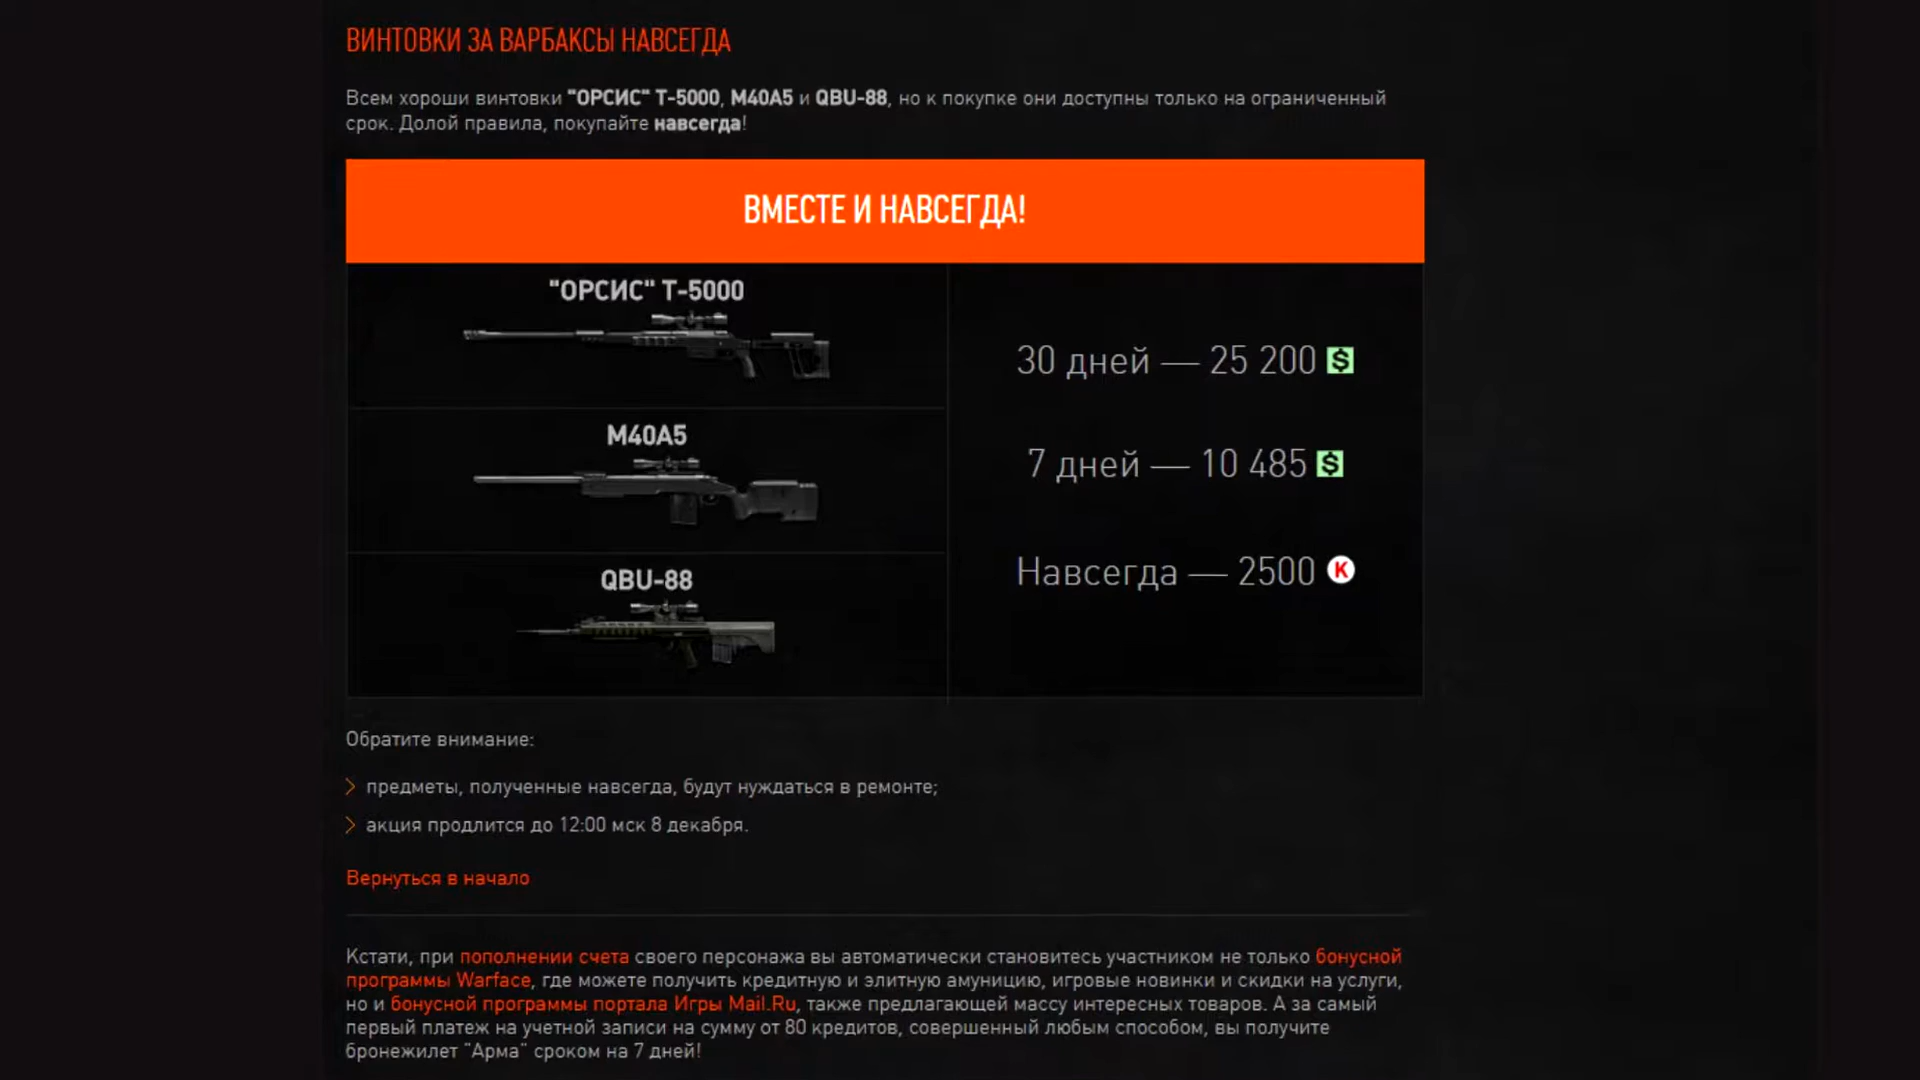 ВИНТОВКИ ЗА ВАРБАКСЫ НАВСЕГДА
Всем хороши винтовки "ОРСИС" Т-5000, М40А5 и QBU-88, но к покупке они доступны только на ограниченный
срок. Долой правила, покупайте навсегда!
ВМЕСТЕ И НАВСЕГДА!
"ОРСИС" Т-5000
30 дней — 25 200 $
М40А5
7 дней — 10 485 $
Навсегда — 2500 К
QBU-88
Обратите внимание:
предметы, полученные навсегда, будут нуждаться в ремонте;
акция продлится до 12:00 мск 8 декабря.
Вернуться в начало
Кстати, при пополнении счета своего персонажа вы автоматически становитесь участником не только бонусной
программы Warface, где можете получить кредитную и элитную амуницию, игровые новинки и скидки на услуги,
но и бонусной программы портала Игры Mail.Ru, также предлагающей массу интересных товаров. А за самый
первый платеж на учетной записи на сумму от 80 кредитов, совершенный любым способом, вы получите
бронежилет "Арма" сроком на 7 дней!